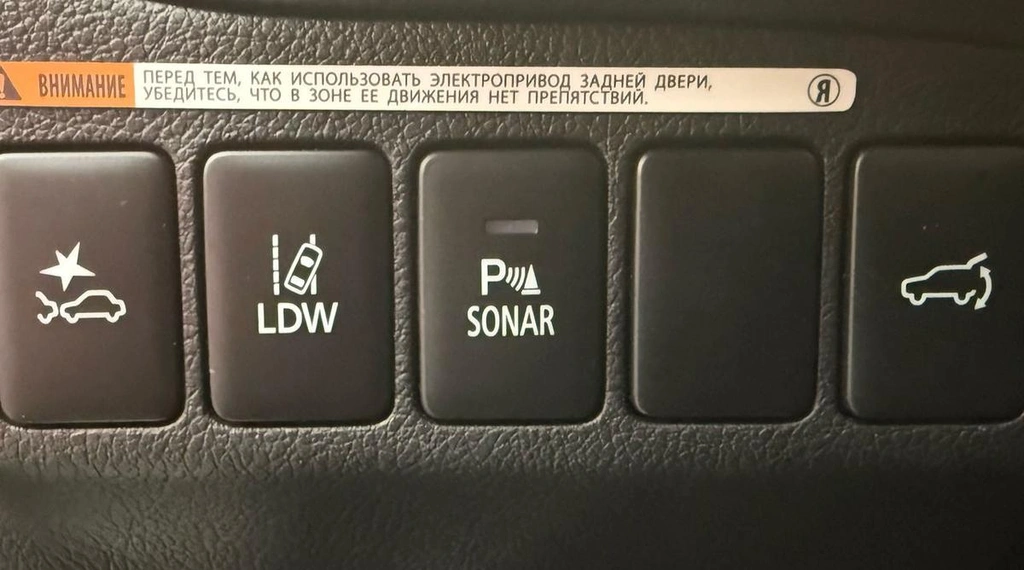 ВНИМАНИЕ
ПЕРЕД ТЕМ, КАК ИСПОЛЬЗОВАТЬ ЭЛЕКТРОПРИВОД ЗАДНЕЙ ДВЕРИ,
УБЕДИТЕСЬ, ЧТО В ЗОНЕ ЕЕ ДВИЖЕНИЯ НЕТ ПРЕПЯТСТВИЙ.
Я
LDW
P
SONAR